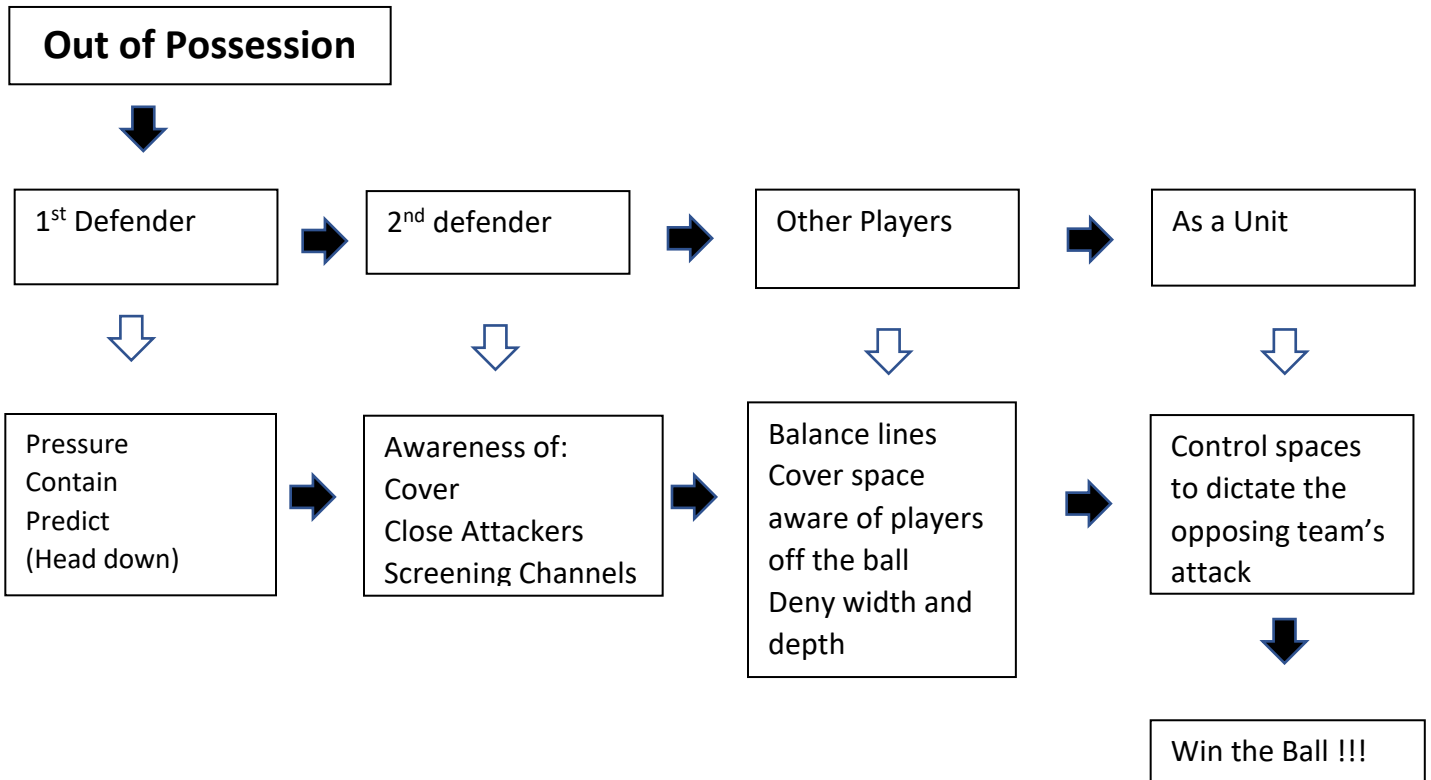 Out of Possession
1st Defender
2nd defender
Other Players
As a Unit
Pressure
Contain
Predict
(Head down)
Awareness of:
Cover
Close Attackers
Screening Channels
Balance lines
Cover space
aware of players
off the ball
Deny width and
depth
Control spaces
to dictate the
opposing team’s
attack
Win the Ball !!!